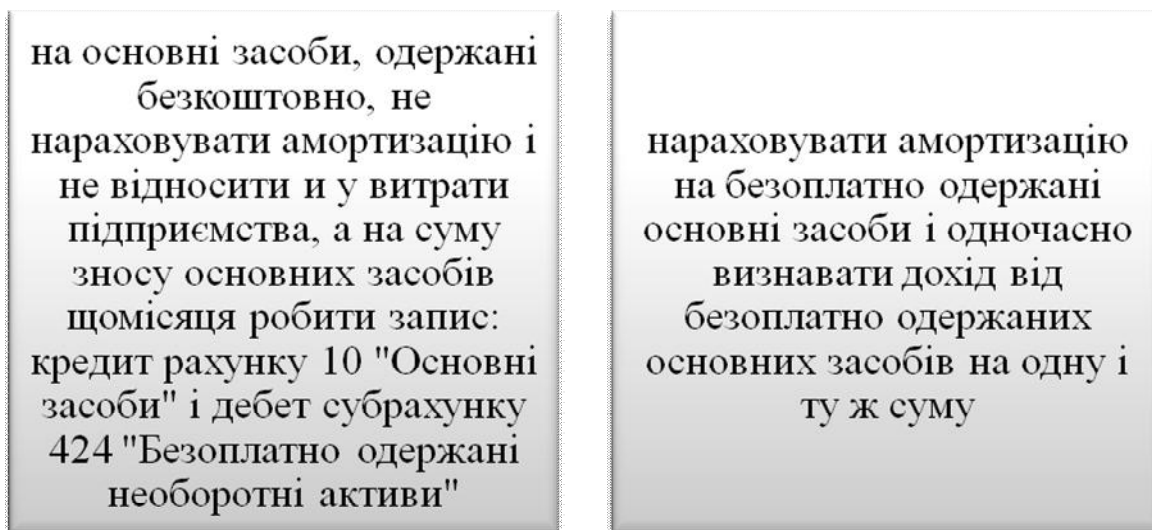 на основні засоби, одержані
безкоштовно, не
нараховувати амортизацію і
не відносити и у витрати
підприємства, а на суму
зносу основних засобів
щомісяця робити запис:
кредит рахунку 10 "Основні
засоби" і дебет субрахунку
424 "Безоплатно одержані
необоротні активи"
нараховувати амортизацію
на безоплатно одержані
основні засоби і одночасно
визнавати дохід від
безоплатно одержаних
основних засобів на одну і
ту ж суму